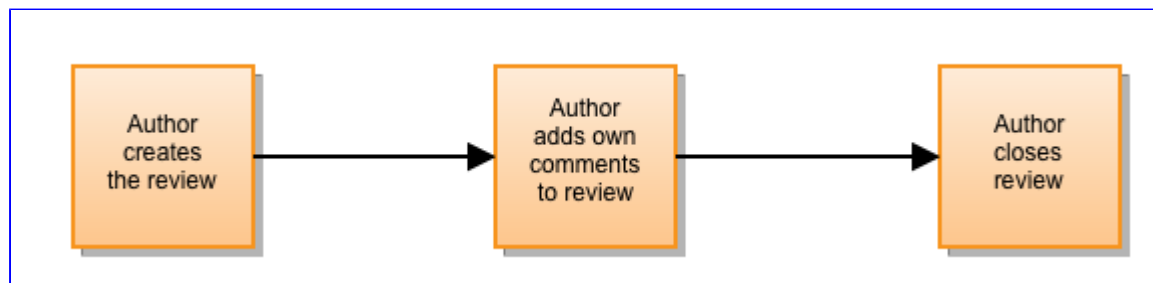 Author
creates
the review
Author
adds own
comments
to review
Author
closes
review